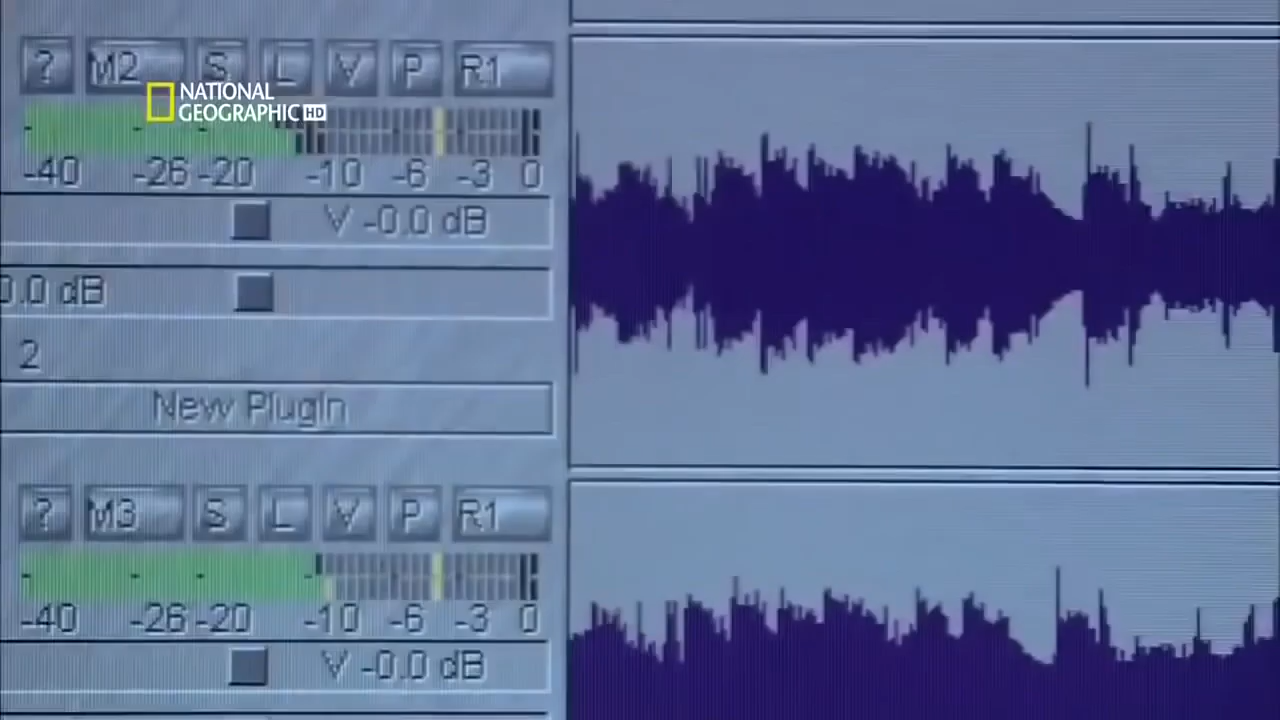 ? M2 S L V P R1
NATIONAL
GEOGRAPHIC HD
-40 -26 -20 -10 -6 -3 0
V -0.0 dB
0.0 dB
2
New Plugin
? M3 S L V P R1
-40 -26 -20 -10 -6 -3 0
V -0.0 dB